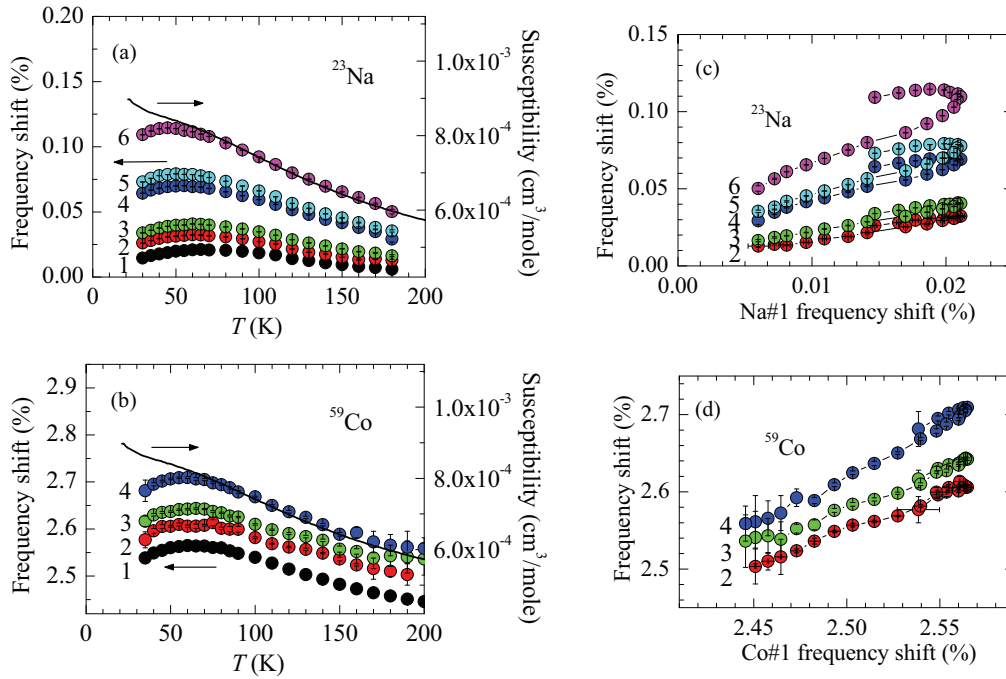 (a)
²³Na
6
5
4
3
2
1
0.20
0.15
0.10
0.05
0.00
Frequency shift (%)
0 50 100 150 200
T (K)
1.0x10⁻³
8.0x10⁻⁴
6.0x10⁻⁴
Susceptibility (cm³/mole)
(c)
²³Na
6
5
4
3
2
0.15
0.10
0.05
0.00
Frequency shift (%)
0.00 0.01 0.02
Na#1 frequency shift (%)
(b)
⁵⁹Co
4
3
2
1
2.9
2.8
2.7
2.6
2.5
Frequency shift (%)
0 50 100 150 200
T (K)
1.0x10⁻³
8.0x10⁻⁴
6.0x10⁻⁴
Susceptibility (cm³/mole)
(d)
⁵⁹Co
4
3
2
2.7
2.6
2.5
Frequency shift (%)
2.45 2.50 2.55
Co#1 frequency shift (%)